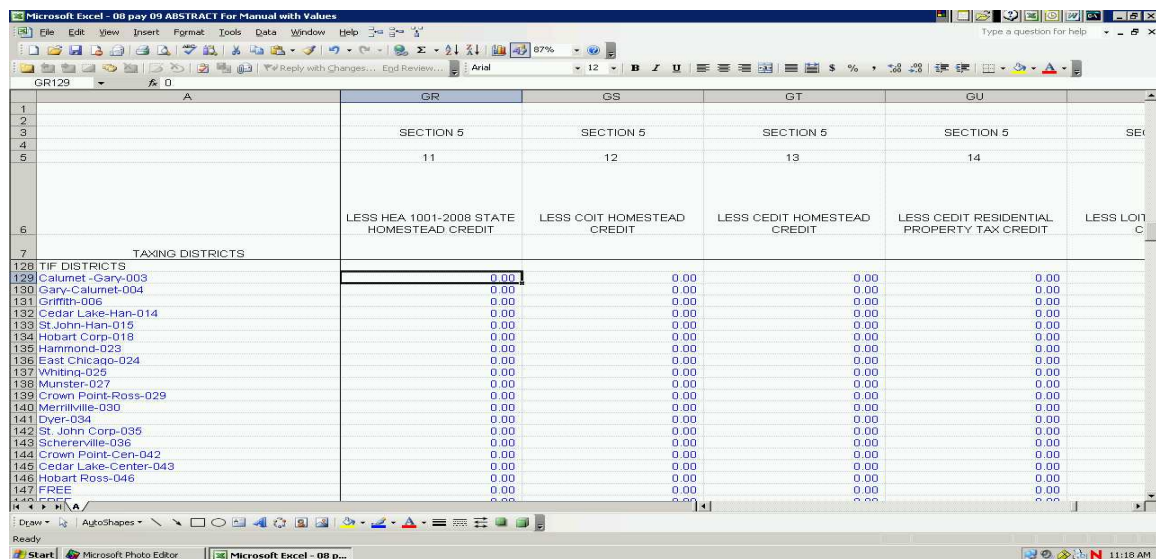 Microsoft Excel - 08 pay 09 ABSTRACT For Manual with Values
File Edit View Insert Format Tools Data Window Help Type a question for help
87%
Reply with Changes... End Review... Arial 12 B I U $ % ,
GR129 fx 0
A GR GS GT GU
1
2
3 SECTION 5 SECTION 5 SECTION 5 SECTION 5 SE
4
5 11 12 13 14
LESS HEA 1001-2008 STATE LESS COIT HOMESTEAD LESS CEDIT HOMESTEAD LESS CEDIT RESIDENTIAL LESS LOIT
6 HOMESTEAD CREDIT CREDIT CREDIT PROPERTY TAX CREDIT C
7 TAXING DISTRICTS
128 TIF DISTRICTS
129 Calumet -Gary-003 0.00 0.00 0.00 0.00
130 Gary-Calumet-004 0.00 0.00 0.00 0.00
131 Griffith-006 0.00 0.00 0.00 0.00
132 Cedar Lake-Han-014 0.00 0.00 0.00 0.00
133 St.John-Han-015 0.00 0.00 0.00 0.00
134 Hobart Corp-018 0.00 0.00 0.00 0.00
135 Hammond-023 0.00 0.00 0.00 0.00
136 East Chicago-024 0.00 0.00 0.00 0.00
137 Whiting-025 0.00 0.00 0.00 0.00
138 Munster-027 0.00 0.00 0.00 0.00
139 Crown Point-Ross-029 0.00 0.00 0.00 0.00
140 Merrillville-030 0.00 0.00 0.00 0.00
141 Dyer-034 0.00 0.00 0.00 0.00
142 St. John Corp-035 0.00 0.00 0.00 0.00
143 Schererville-036 0.00 0.00 0.00 0.00
144 Crown Point-Cen-042 0.00 0.00 0.00 0.00
145 Cedar Lake-Center-043 0.00 0.00 0.00 0.00
146 Hobart Ross-046 0.00 0.00 0.00 0.00
147 FREE 0.00 0.00 0.00 0.00
A
Draw AutoShapes
Ready
Start Microsoft Photo Editor Microsoft Excel - 08 p... 11:18 AM